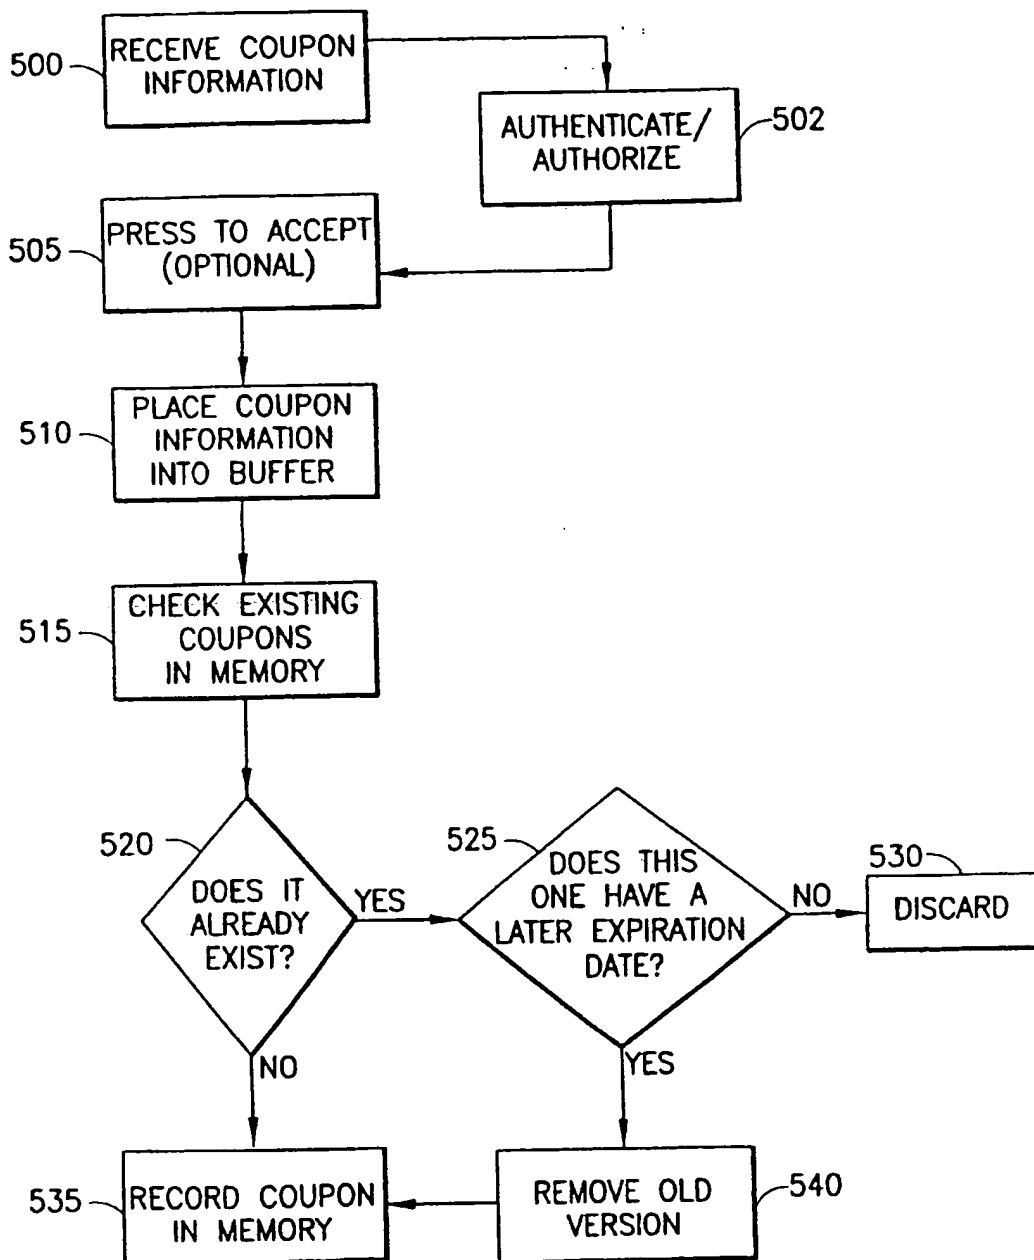 500
RECEIVE COUPON
INFORMATION
AUTHENTICATE/
AUTHORIZE
502
505
PRESS TO ACCEPT
(OPTIONAL)
510
PLACE COUPON
INFORMATION
INTO BUFFER
515
CHECK EXISTING
COUPONS
IN MEMORY
520
DOES IT
ALREADY
EXIST?
YES
NO
525
DOES THIS
ONE HAVE A
LATER EXPIRATION
DATE?
NO
YES
530
DISCARD
535
RECORD COUPON
IN MEMORY
REMOVE OLD
VERSION
540